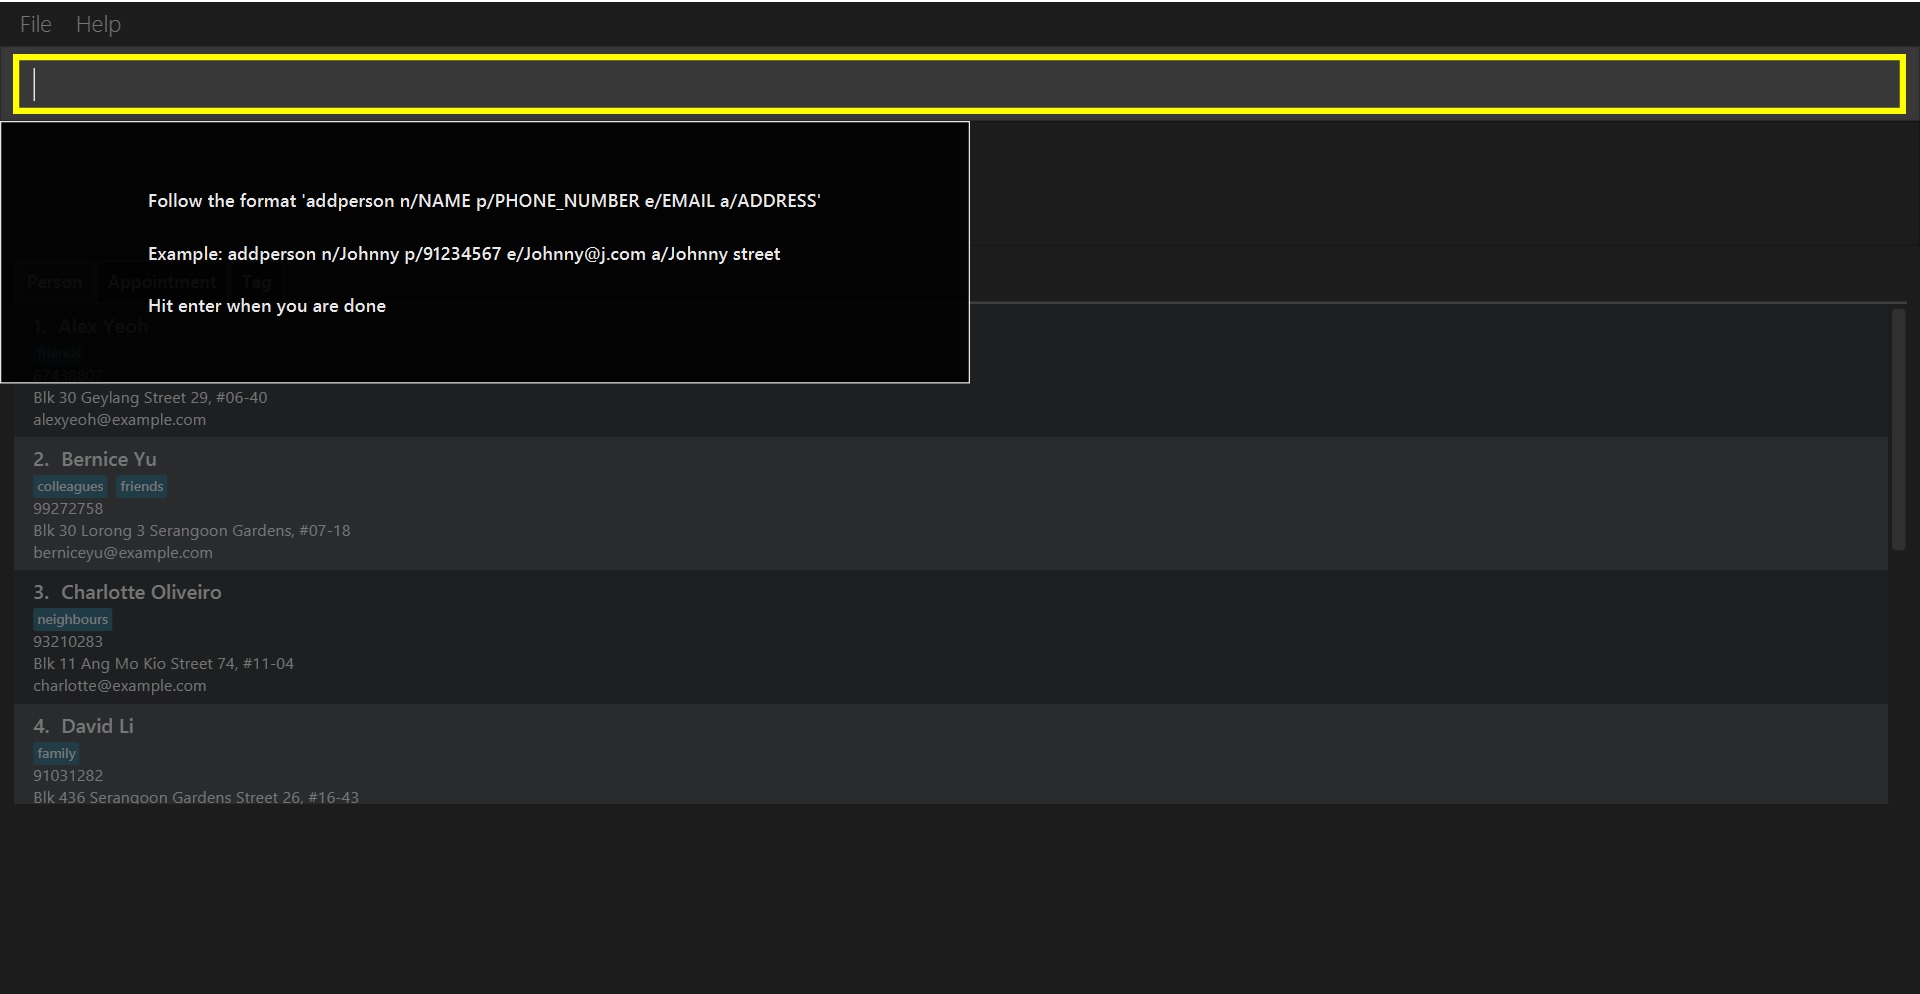 File Help
Follow the format 'addperson n/NAME p/PHONE_NUMBER e/EMAIL a/ADDRESS'
Example: addperson n/Johnny p/91234567 e/Johnny@j.com a/Johnny street
Person Appointment Tag
Hit enter when you are done
1. Alex Yeoh
friends
87438807
Blk 30 Geylang Street 29, #06-40
alexyeoh@example.com
2. Bernice Yu
colleagues friends
99272758
Blk 30 Lorong 3 Serangoon Gardens, #07-18
berniceyu@example.com
3. Charlotte Oliveiro
neighbours
93210283
Blk 11 Ang Mo Kio Street 74, #11-04
charlotte@example.com
4. David Li
family
91031282
Blk 436 Serangoon Gardens Street 26, #16-43